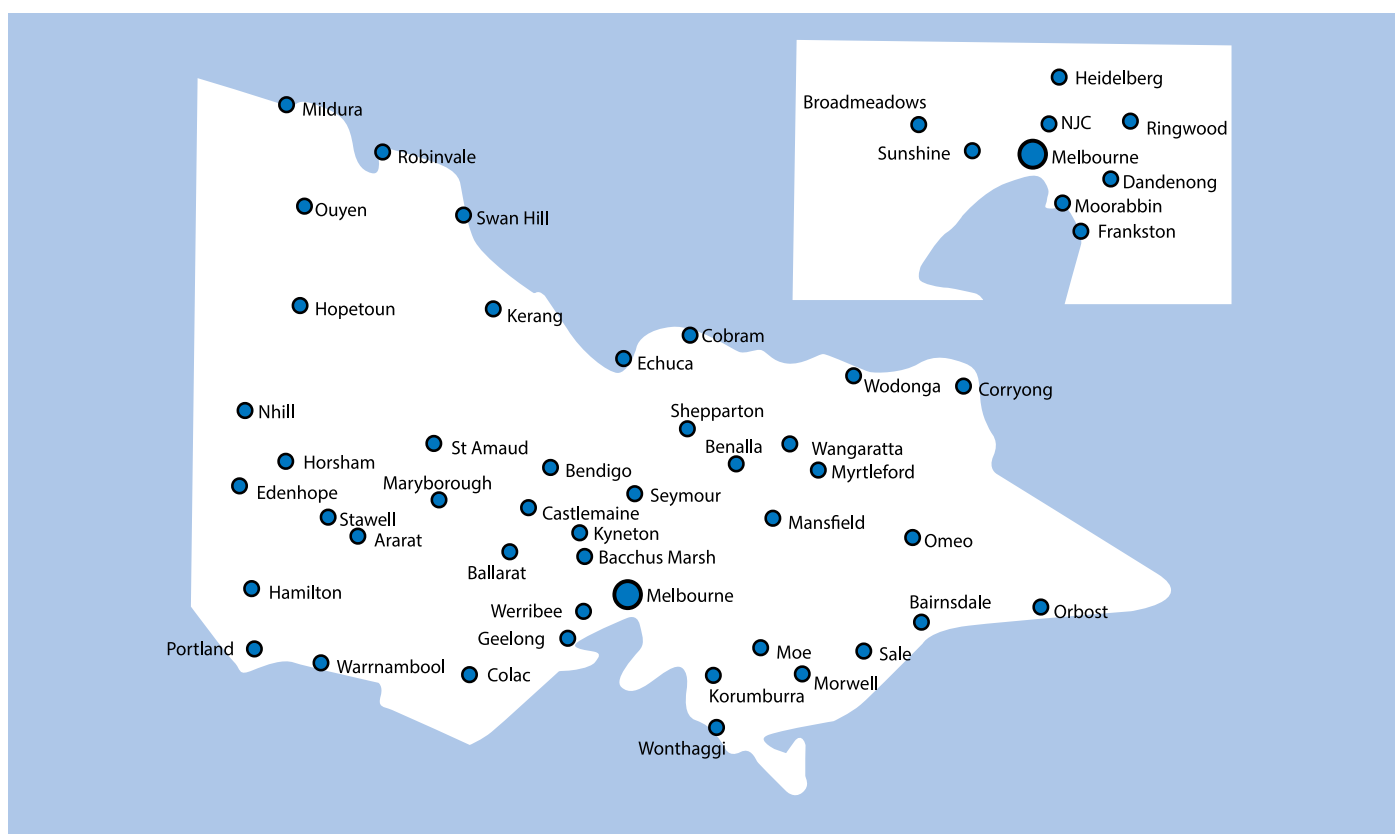 Mildura
Robinvale
Ouyen
Swan Hill
Hopetoun
Kerang
Cobram
Echuca
Wodonga
Corryong
Nhill
Shepparton
St Amaud
Benalla
Wangaratta
Horsham
Bendigo
Myrtleford
Edenhope
Maryborough
Seymour
Stawell
Castlemaine
Mansfield
Ararat
Kyneton
Omeo
Ballarat
Bacchus Marsh
Hamilton
Melbourne
Werribee
Bairnsdale
Orbost
Geelong
Portland
Moe
Sale
Warrnambool
Colac
Morwell
Korumburra
Wonthaggi
Heidelberg
Broadmeadows
NJC
Ringwood
Sunshine
Melbourne
Dandenong
Moorabbin
Frankston